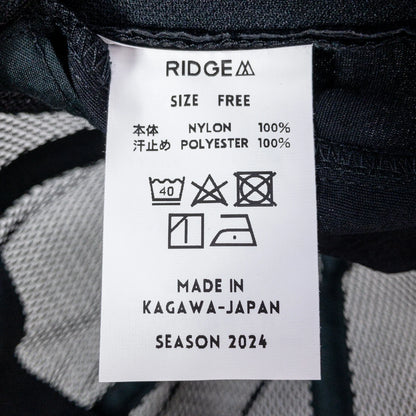 RIDGE
SIZE FREE
本体 NYLON 100%
汗止め POLYESTER 100%
40
MADE IN
KAGAWA-JAPAN
SEASON 2024